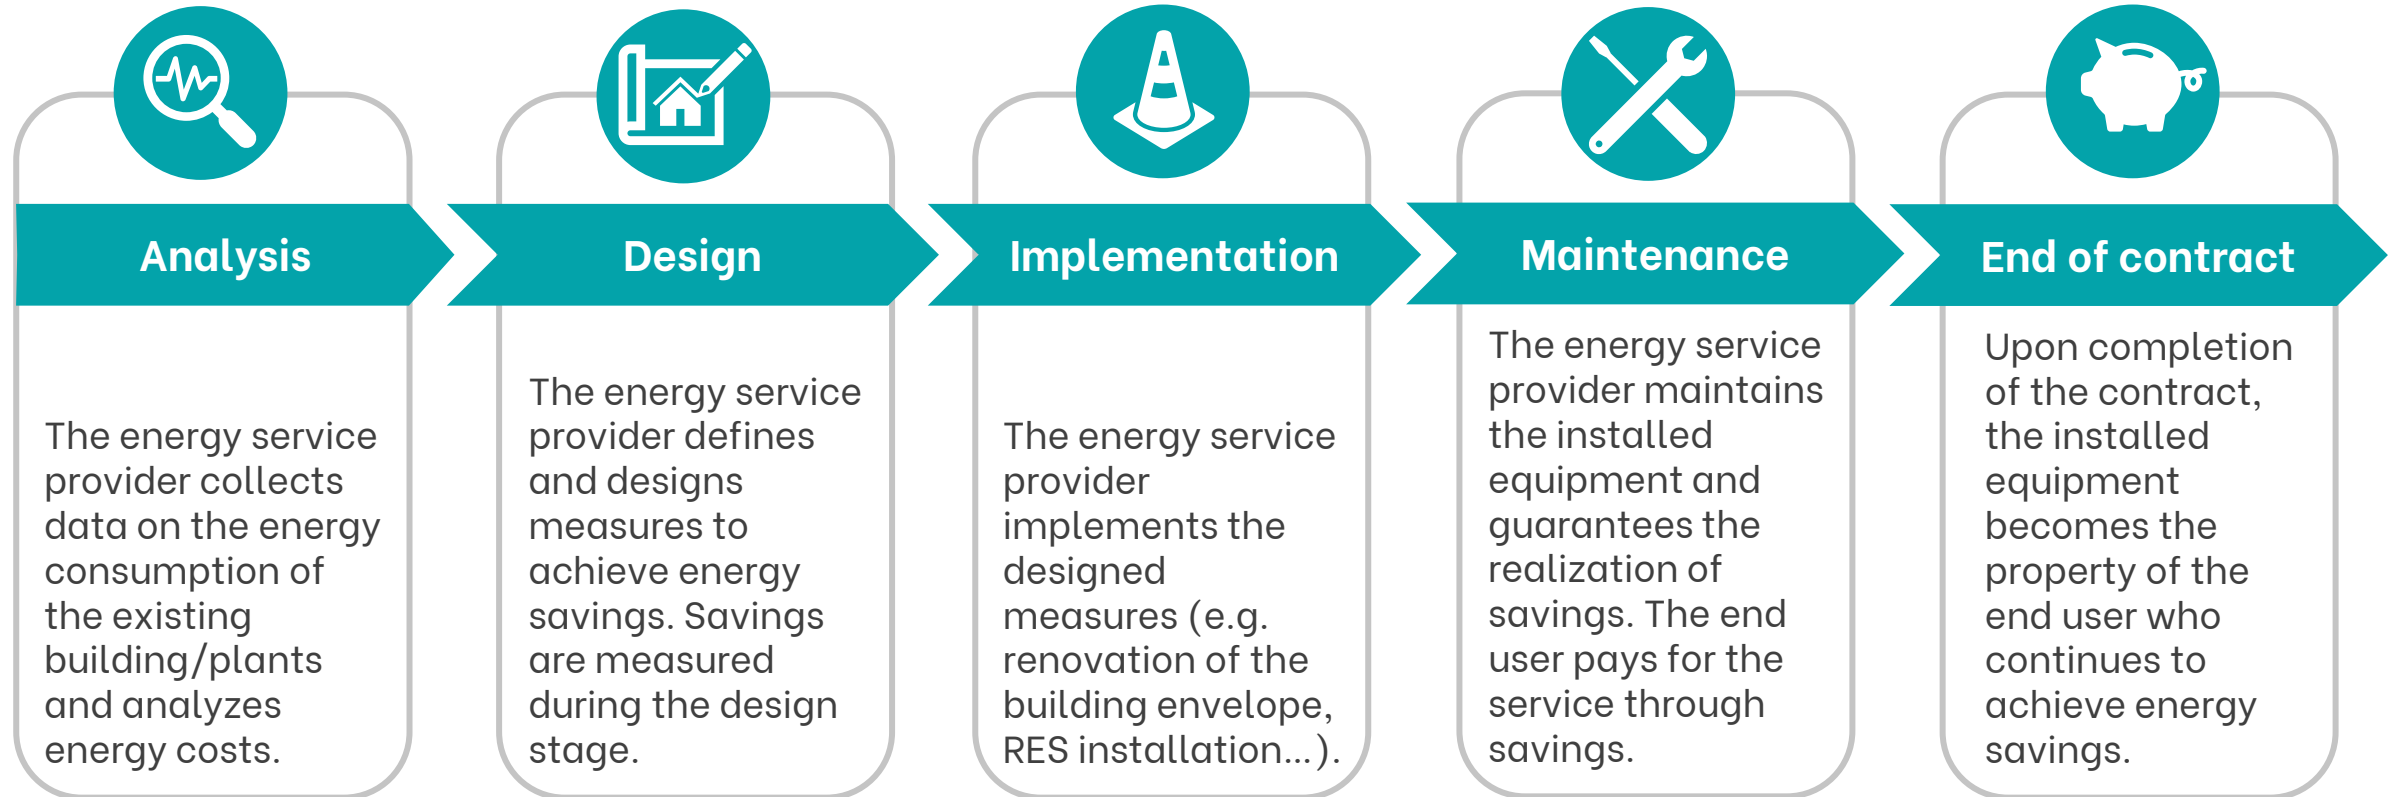 Analysis
The energy service
provider collects
data on the energy
consumption of
the existing
building/plants
and analyzes
energy costs.
Design
The energy service
provider defines
and designs
measures to
achieve energy
savings. Savings
are measured
during the design
stage.
Implementation
The energy service
provider
implements the
designed
measures (e.g.
renovation of the
building envelope,
RES installation...).
Maintenance
The energy service
provider maintains
the installed
equipment and
guarantees the
realization of
savings. The end
user pays for the
service through
savings.
End of contract
Upon completion
of the contract,
the installed
equipment
becomes the
property of the
end user who
continues to
achieve energy
savings.